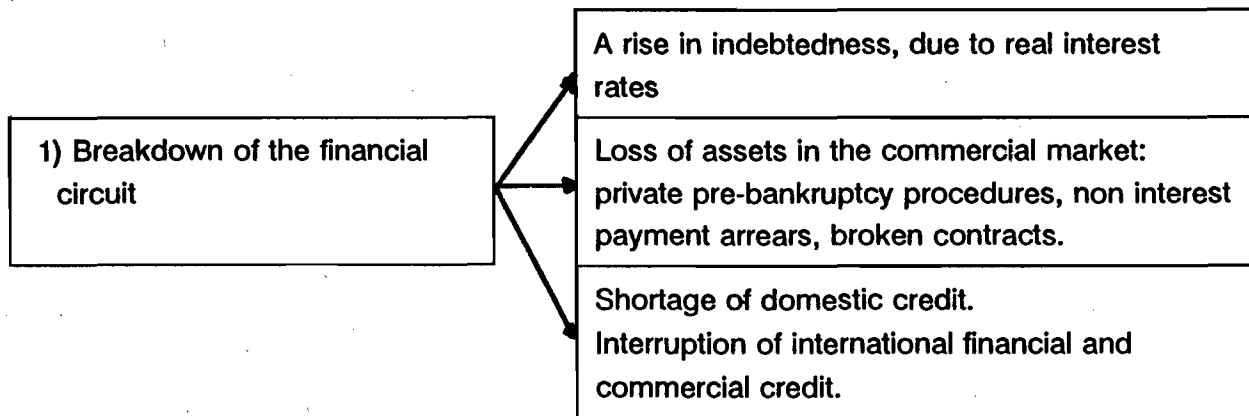 1) Breakdown of the financial
circuit
A rise in indebtedness, due to real interest
rates
Loss of assets in the commercial market:
private pre-bankruptcy procedures, non interest
payment arrears, broken contracts.
Shortage of domestic credit.
Interruption of international financial and
commercial credit.